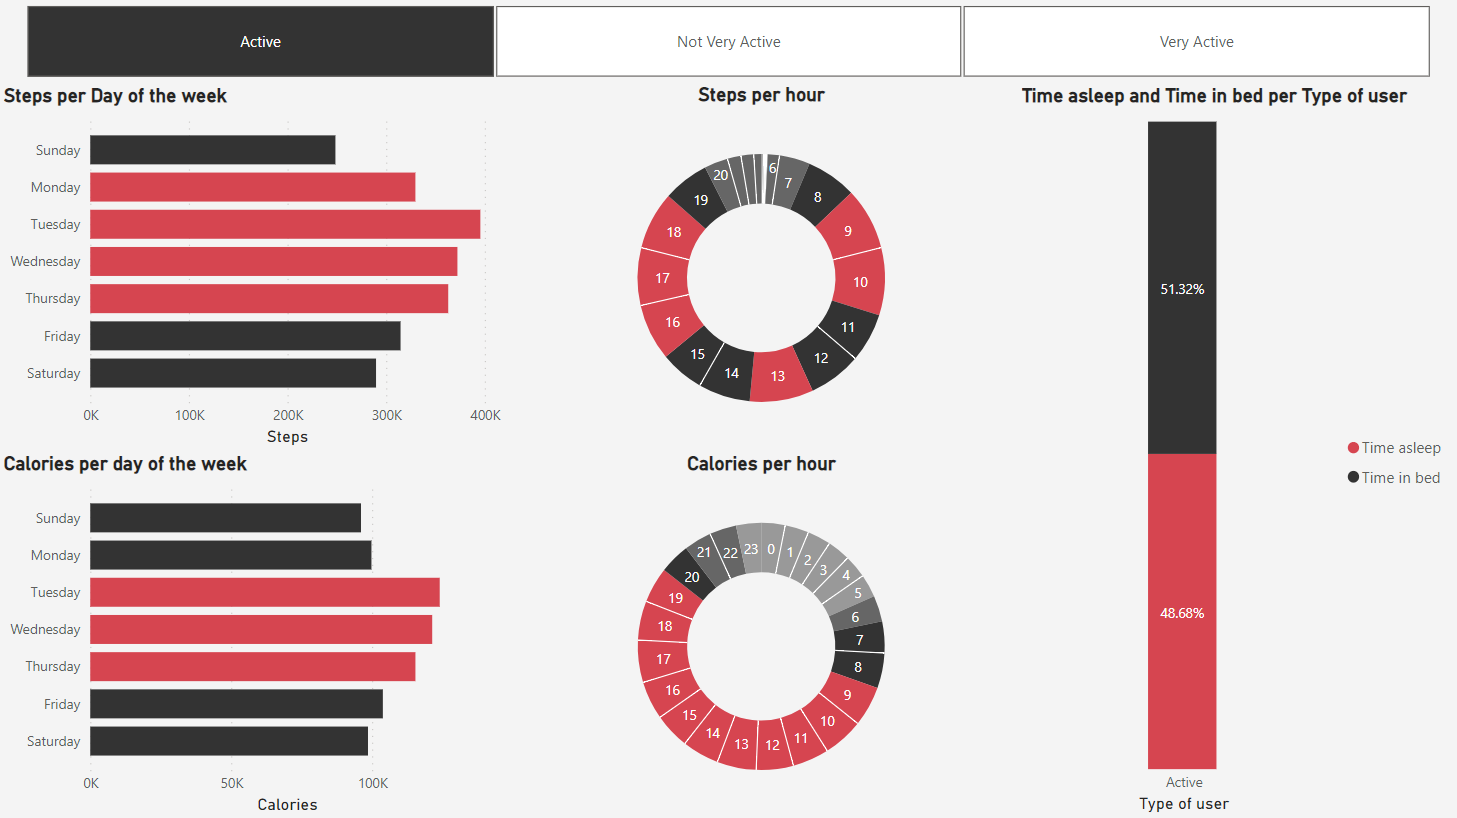 Active
Not Very Active
Very Active
Steps per Day of the week
Sunday
Monday
Tuesday
Wednesday
Thursday
Friday
Saturday
0K 100K 200K 300K 400K
Steps
Steps per hour
6
7
8
9
10
11
12
13
14
15
16
17
18
19
20
Time asleep and Time in bed per Type of user
51.32%
48.68%
Active
Type of user
Time asleep
Time in bed
Calories per day of the week
Sunday
Monday
Tuesday
Wednesday
Thursday
Friday
Saturday
0K 50K 100K
Calories
Calories per hour
0
1
2
3
4
5
6
7
8
9
10
11
12
13
14
15
16
17
18
19
20
21
22
23